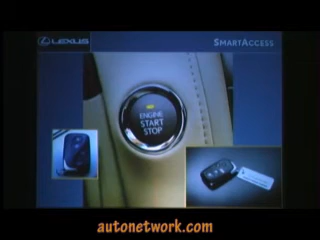 LEXUS
SMARTACCESS
ENGINE
START
STOP
autonetwork.com